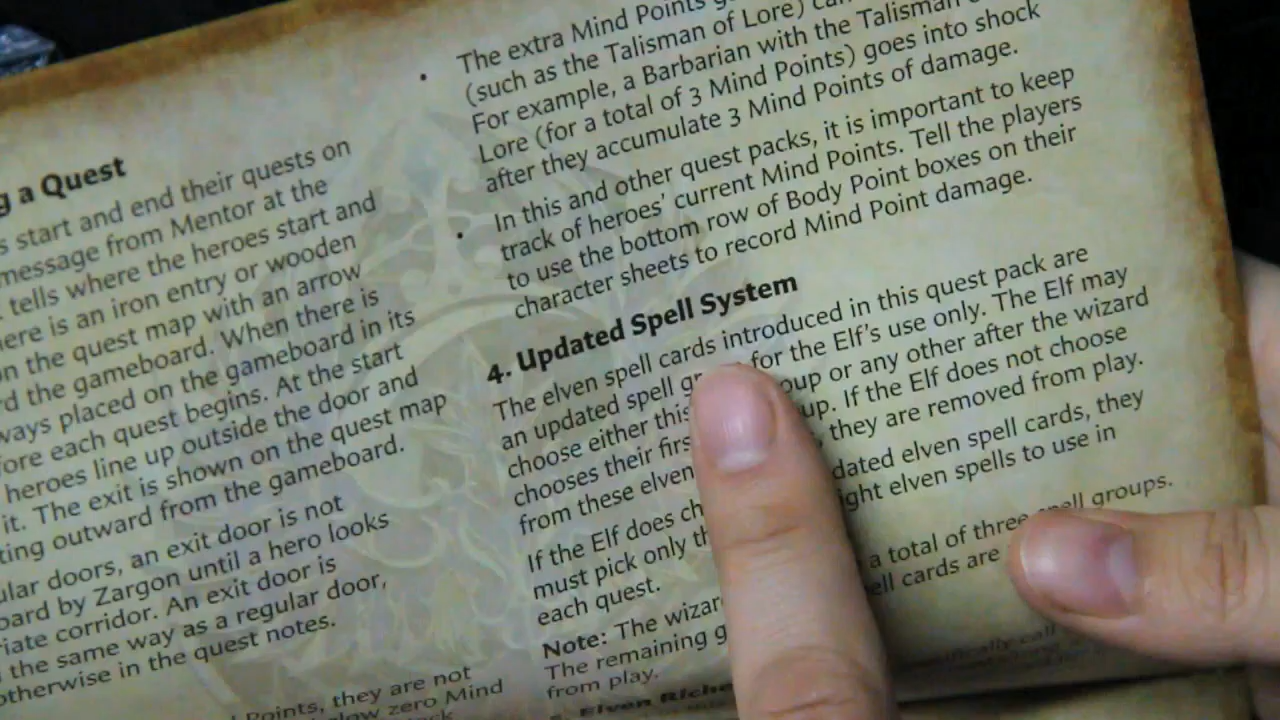 g a Quest
s start and end their quests on
message from Mentor at the
tells where the heroes start and
ere is an iron entry or wooden
on the quest map with an arrow
d the gameboard. When there is
ways placed on the gameboard in its
fore each quest begins. At the start
heroes line up outside the door and
it. The exit is shown on the quest map
ting outward from the gameboard.
ular doors, an exit door is not
oard by Zargon until a hero looks
iate corridor. An exit door is
the same way as a regular door,
otherwise in the quest notes.
Points, they are not
low zero Mind
• The extra Mind Points
(such as the Talisman of Lore)
For example, a Barbarian with the Talisman
Lore (for a total of 3 Mind Points) goes into shock
after they accumulate 3 Mind Points of damage.
• In this and other quest packs, it is important to keep
track of heroes' current Mind Points. Tell the players
to use the bottom row of Body Point boxes on their
character sheets to record Mind Point damage.
4. Updated Spell System
The elven spell cards introduced in this quest pack are
an updated spell gr for the Elf's use only. The Elf may
choose either this oup or any other after the wizard
chooses their firs up. If the Elf does not choose
from these elven they are removed from play.
If the Elf does ch dated elven spell cards, they
must pick only th ight elven spells to use in
each quest.
Note: The wizar a total of three spell groups.
The remaining g ell cards are
from play.